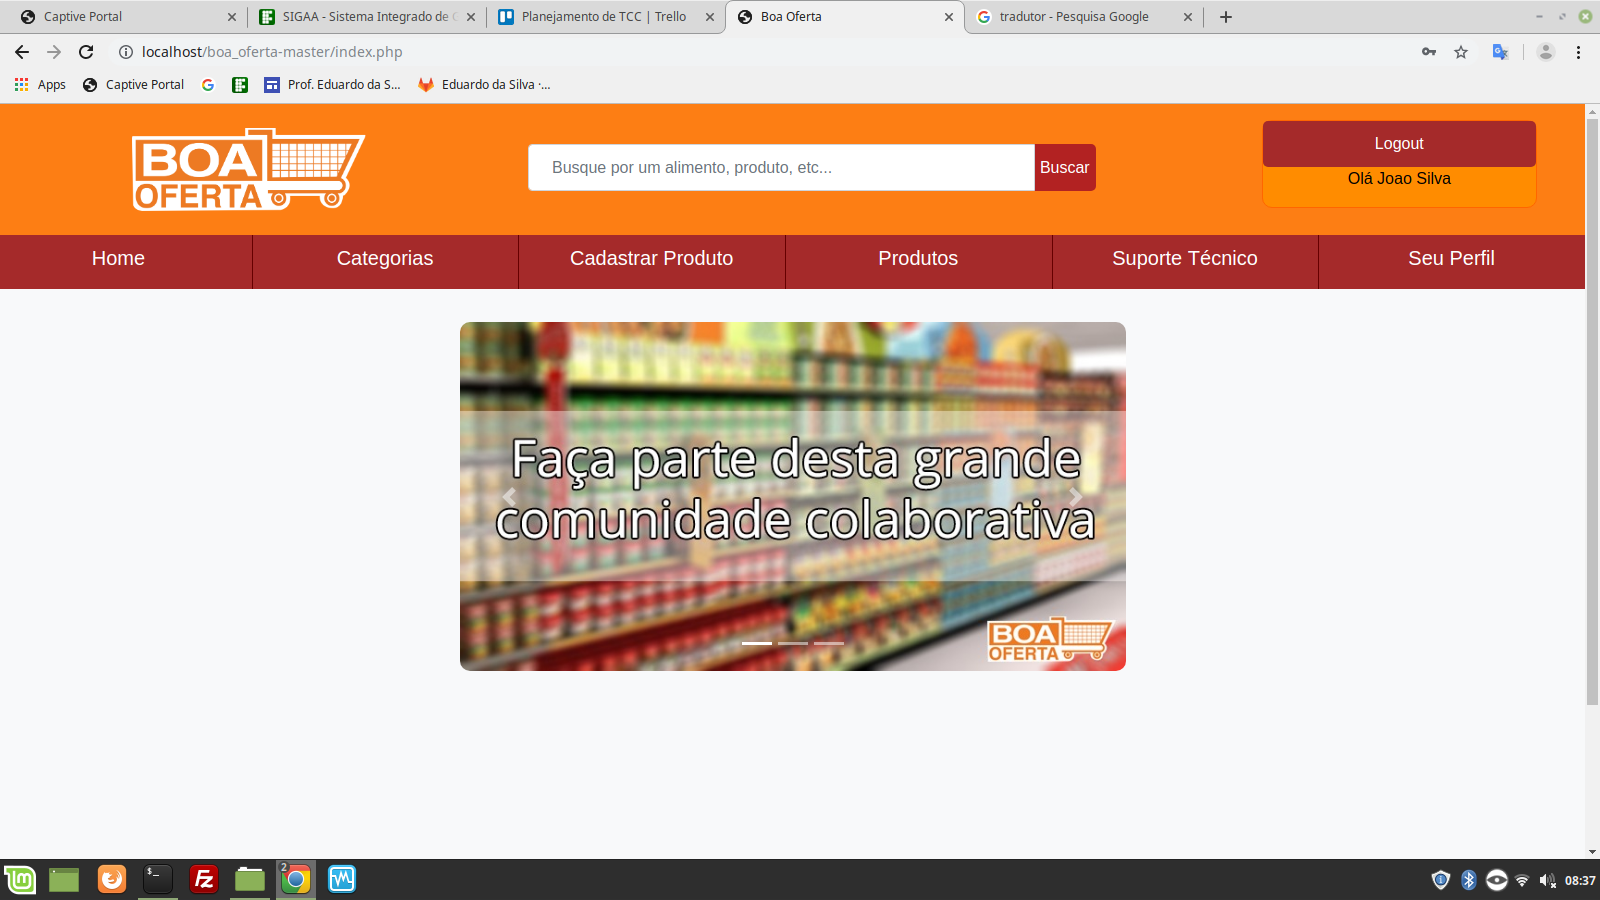 Captive Portal
SIGAA - Sistema Integrado de
Planejamento de TCC | Trello
Boa Oferta
tradutor - Pesquisa Google
localhost/boa_oferta-master/index.php
Apps
Captive Portal
Prof. Eduardo da S...
Eduardo da Silva ·...
BOA
OFERTA
Busque por um alimento, produto, etc...
Buscar
Logout
Olá Joao Silva
Home
Categorias
Cadastrar Produto
Produtos
Suporte Técnico
Seu Perfil
Faça parte desta grande
comunidade colaborativa
BOA
OFERTA
2
08:37